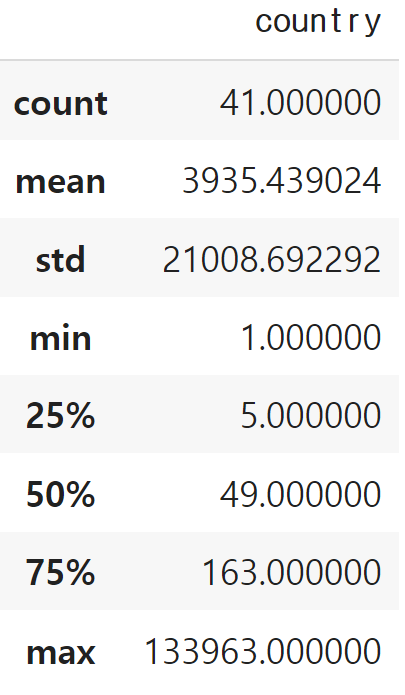 country
count 41.000000
mean 3935.439024
std 21008.692292
min 1.000000
25% 5.000000
50% 49.000000
75% 163.000000
max 133963.000000